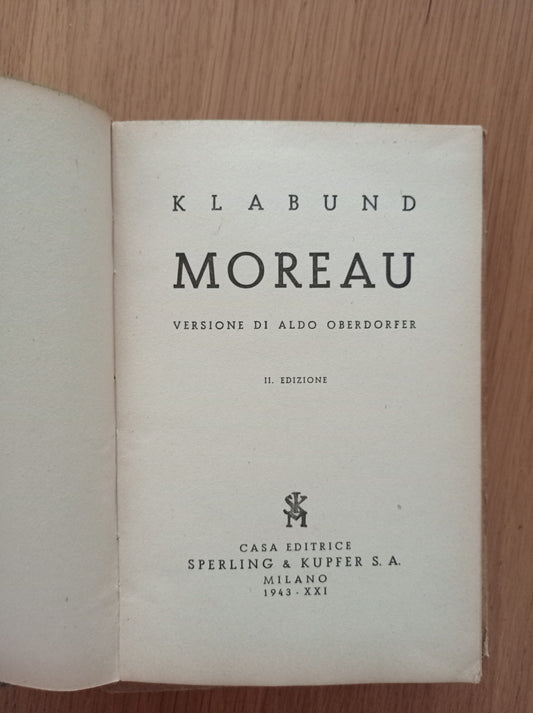 KLABUND
MOREAU
VERSIONE DI ALDO OBERDORFER
II. EDIZIONE
SKM
CASA EDITRICE
SPERLING & KUPFER S. A.
MILANO
1943 · XXI